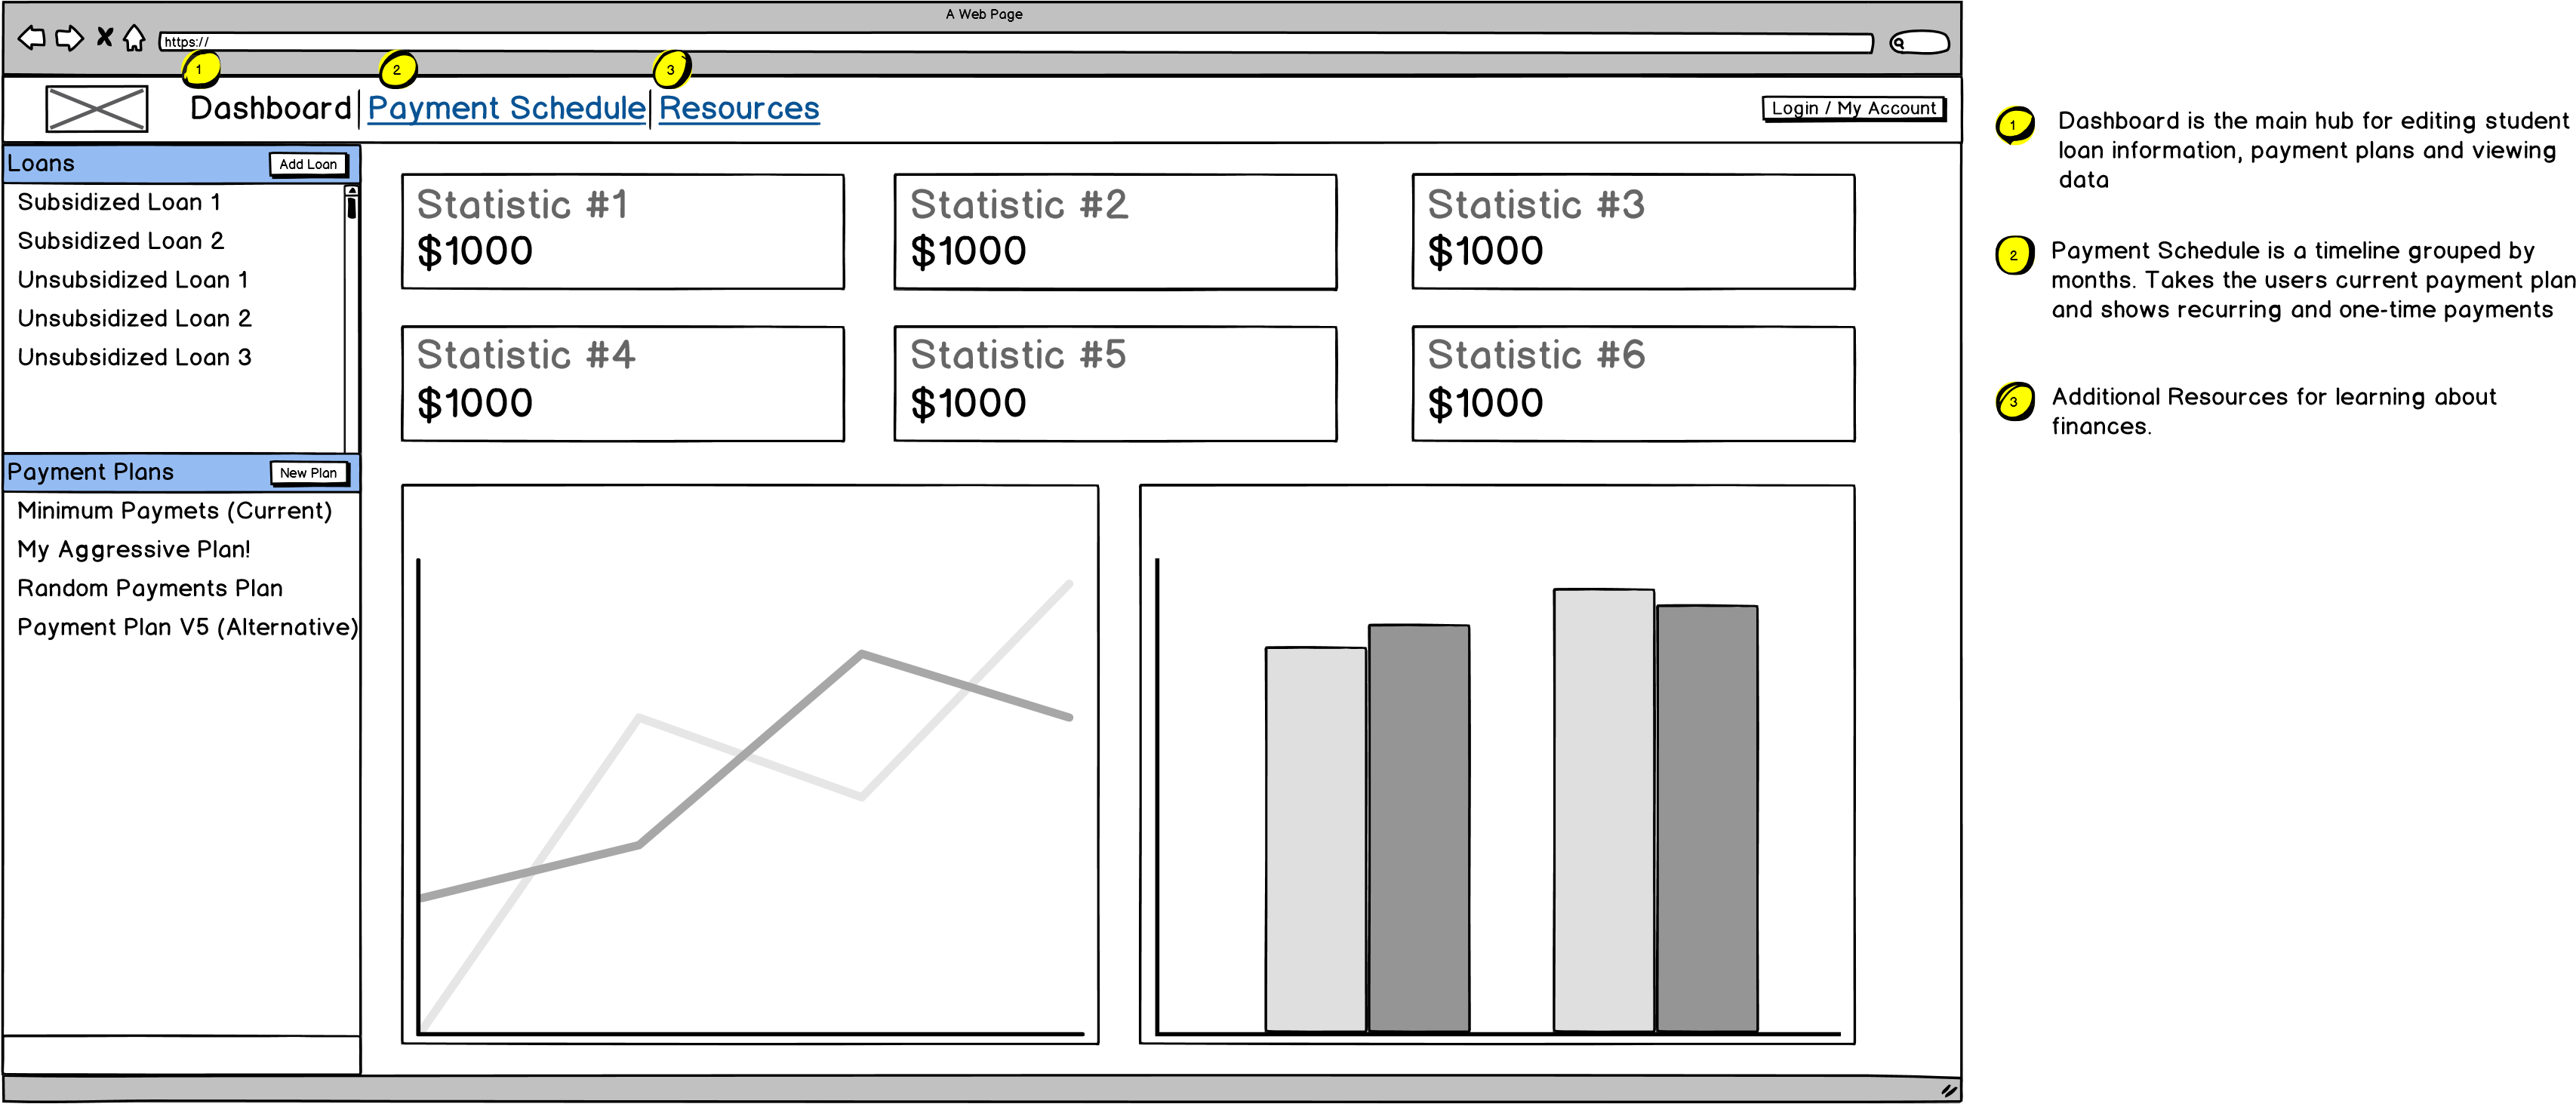 A Web Page
https://
1
2
3
Dashboard
Payment Schedule
Resources
Login / My Account
Loans
Add Loan
Subsidized Loan 1
Subsidized Loan 2
Unsubsidized Loan 1
Unsubsidized Loan 2
Unsubsidized Loan 3
Payment Plans
New Plan
Minimum Paymets (Current)
My Aggressive Plan!
Random Payments Plan
Payment Plan V5 (Alternative)
Statistic #1
$1000
Statistic #2
$1000
Statistic #3
$1000
Statistic #4
$1000
Statistic #5
$1000
Statistic #6
$1000
1
Dashboard is the main hub for editing student
loan information, payment plans and viewing
data
2
Payment Schedule is a timeline grouped by
months. Takes the users current payment plan
and shows recurring and one-time payments
3
Additional Resources for learning about
finances.